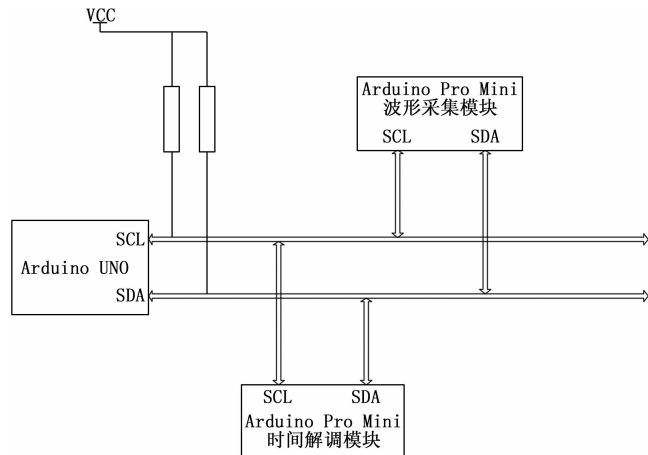 VCC
Arduino Pro Mini
波形采集模块
SCL SDA
SCL
Arduino UNO
SDA
SCL SDA
Arduino Pro Mini
时间解调模块